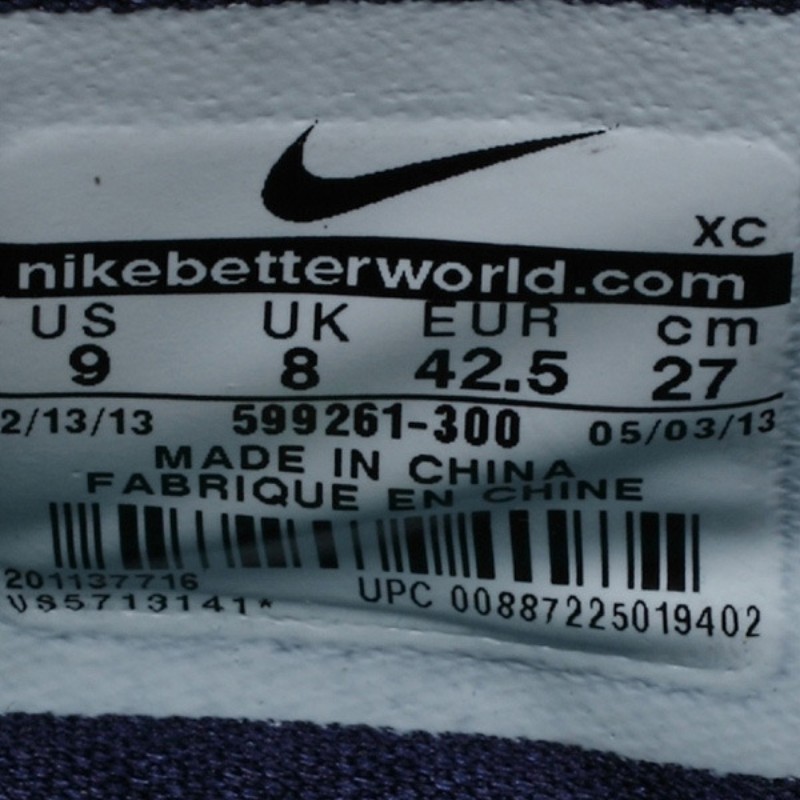 XC
nikebetterworld.com
US UK EUR cm
9 8 42.5 27
2/13/13 599261-300 05/03/13
MADE IN CHINA
FABRIQUE EN CHINE
201137716
VS5713141*
UPC 00887225019402